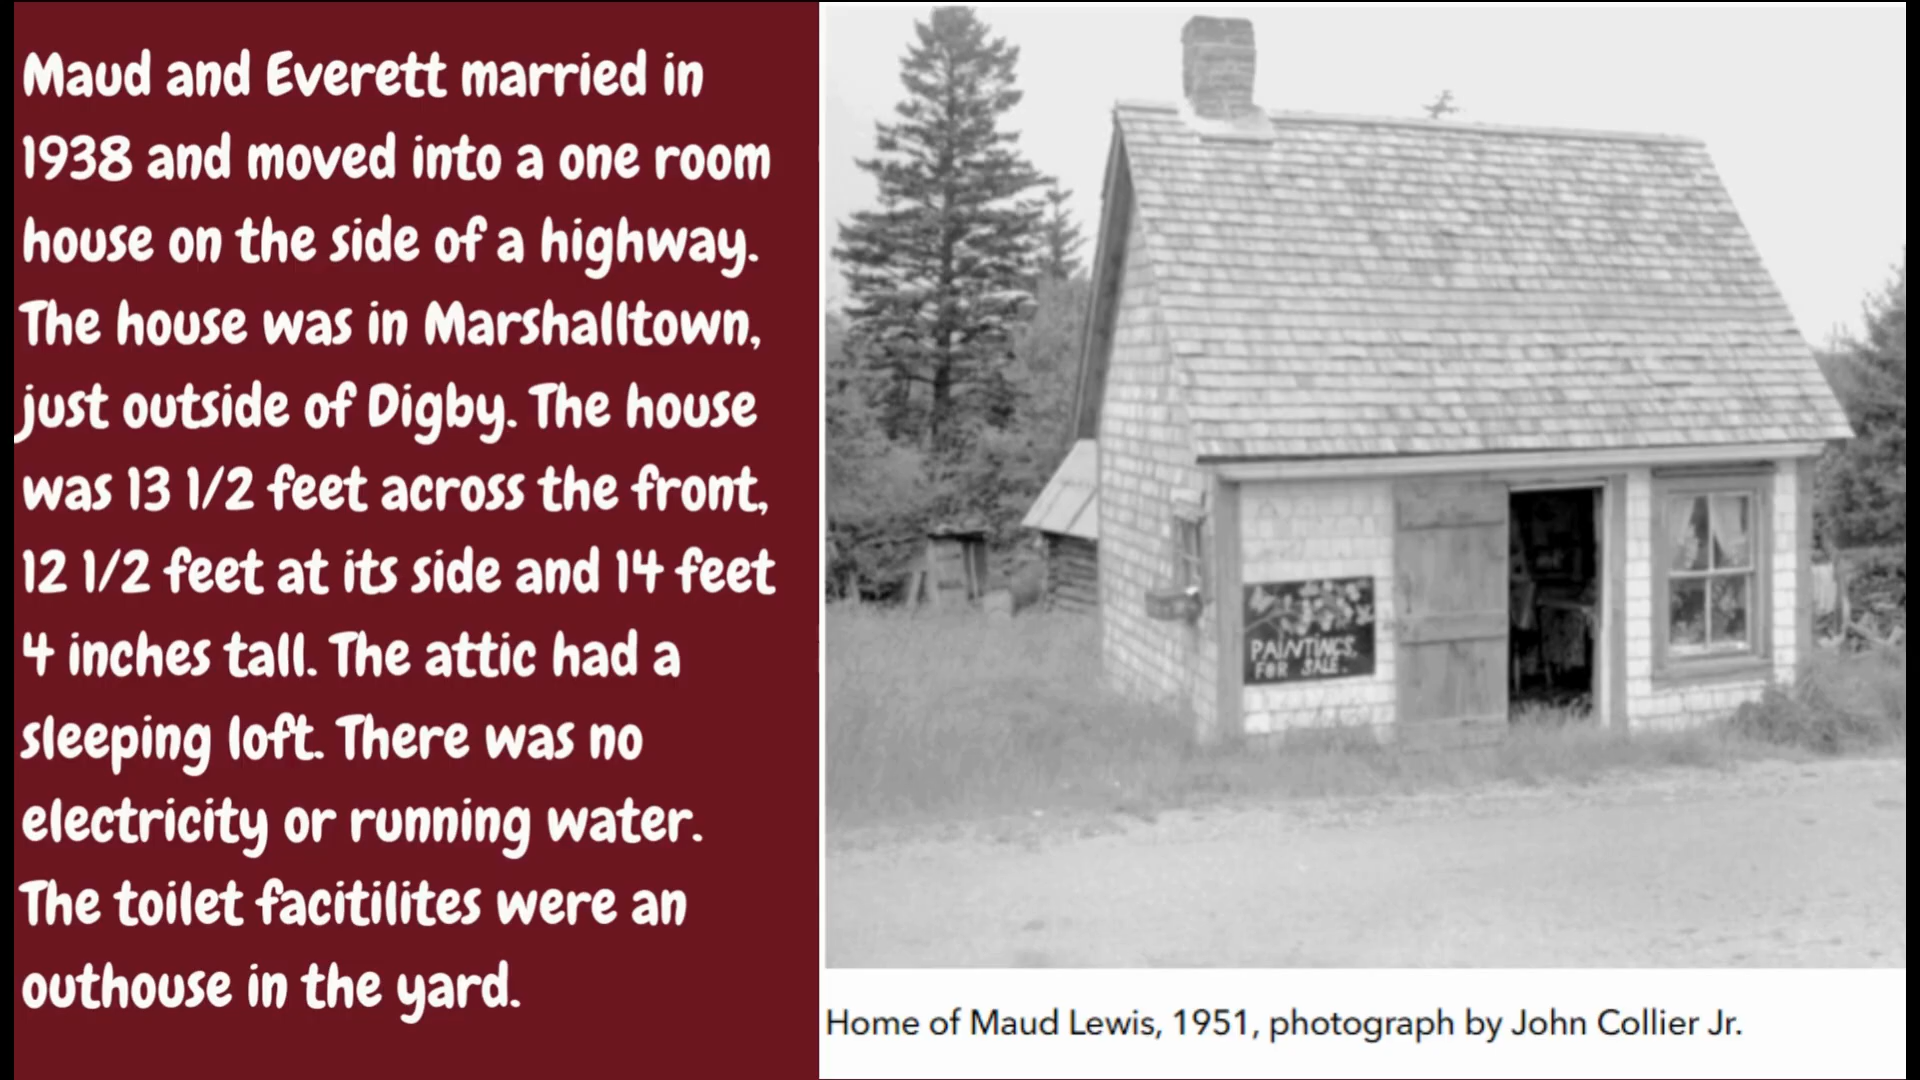 Maud and Everett married in
1938 and moved into a one room
house on the side of a highway.
The house was in Marshalltown,
just outside of Digby. The house
was 13 1/2 feet across the front,
12 1/2 feet at its side and 14 feet
4 inches tall. The attic had a
sleeping loft. There was no
electricity or running water.
The toilet facitilites were an
outhouse in the yard.
PAINTINGS
FOR SALE.
Home of Maud Lewis, 1951, photograph by John Collier Jr.